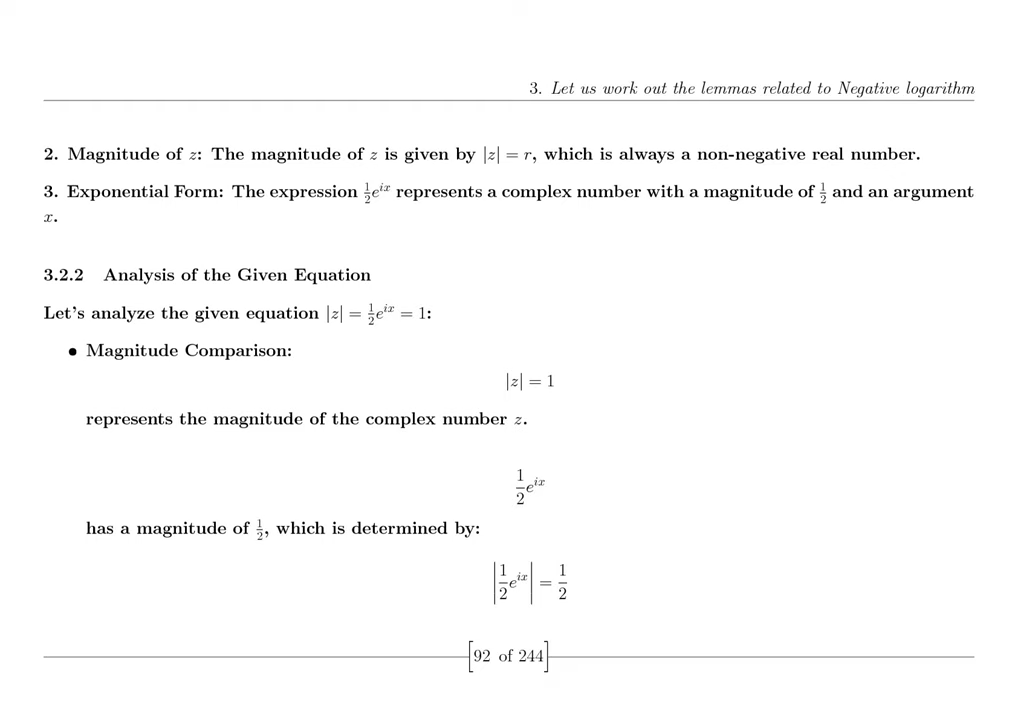 3. Let us work out the lemmas related to Negative logarithm
2. Magnitude of z: The magnitude of z is given by |z| = r, which is always a non-negative real number.
3. Exponential Form: The expression ½e^{ix} represents a complex number with a magnitude of ½ and an argument
x.
3.2.2 Analysis of the Given Equation
Let's analyze the given equation |z| = ½e^{ix} = 1:
• Magnitude Comparison:
|z| = 1
represents the magnitude of the complex number z.
½e^{ix}
has a magnitude of ½, which is determined by:
|½e^{ix}| = ½
[92 of 244]